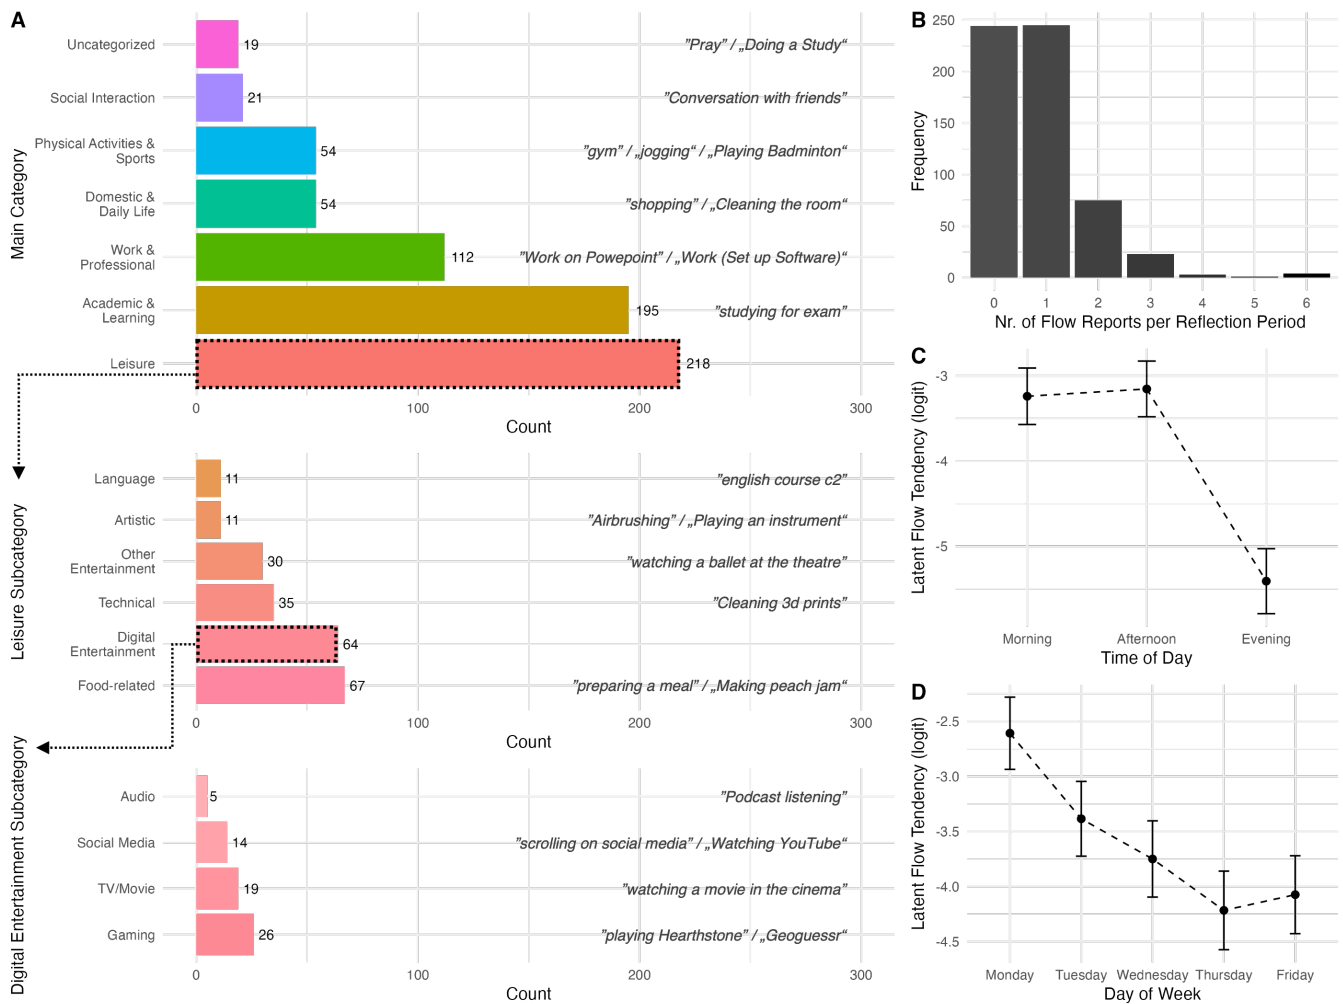 A
Main Category
Uncategorized
19
"Pray" / „Doing a Study“
Social Interaction
21
"Conversation with friends"
Physical Activities &
Sports
54
"gym" / „jogging“ / „Playing Badminton“
Domestic &
Daily Life
54
"shopping" / „Cleaning the room“
Work &
Professional
112
"Work on Powepoint" / „Work (Set up Software)“
Academic &
Learning
195
"studying for exam"
Leisure
218
0 100 200 300
Count
Leisure Subcategory
Language
11
"english course c2"
Artistic
11
"Airbrushing" / „Playing an instrument“
Other
Entertainment
30
"watching a ballet at the theatre"
Technical
35
"Cleaning 3d prints"
Digital
Entertainment
64
Food-related
67
"preparing a meal" / „Making peach jam“
0 100 200 300
Count
Digital Entertainment Subcategory
Audio
5
"Podcast listening"
Social Media
14
"scrolling on social media" / „Watching YouTube“
TV/Movie
19
"watching a movie in the cinema"
Gaming
26
"playing Hearthstone" / „Geoguessr“
0 100 200 300
Count
B
Frequency
250
200
150
100
50
0
0 1 2 3 4 5 6
Nr. of Flow Reports per Reflection Period
C
Latent Flow Tendency (logit)
-3
-4
-5
Morning Afternoon Evening
Time of Day
D
Latent Flow Tendency (logit)
-2.5
-3.0
-3.5
-4.0
-4.5
Monday Tuesday Wednesday Thursday Friday
Day of Week